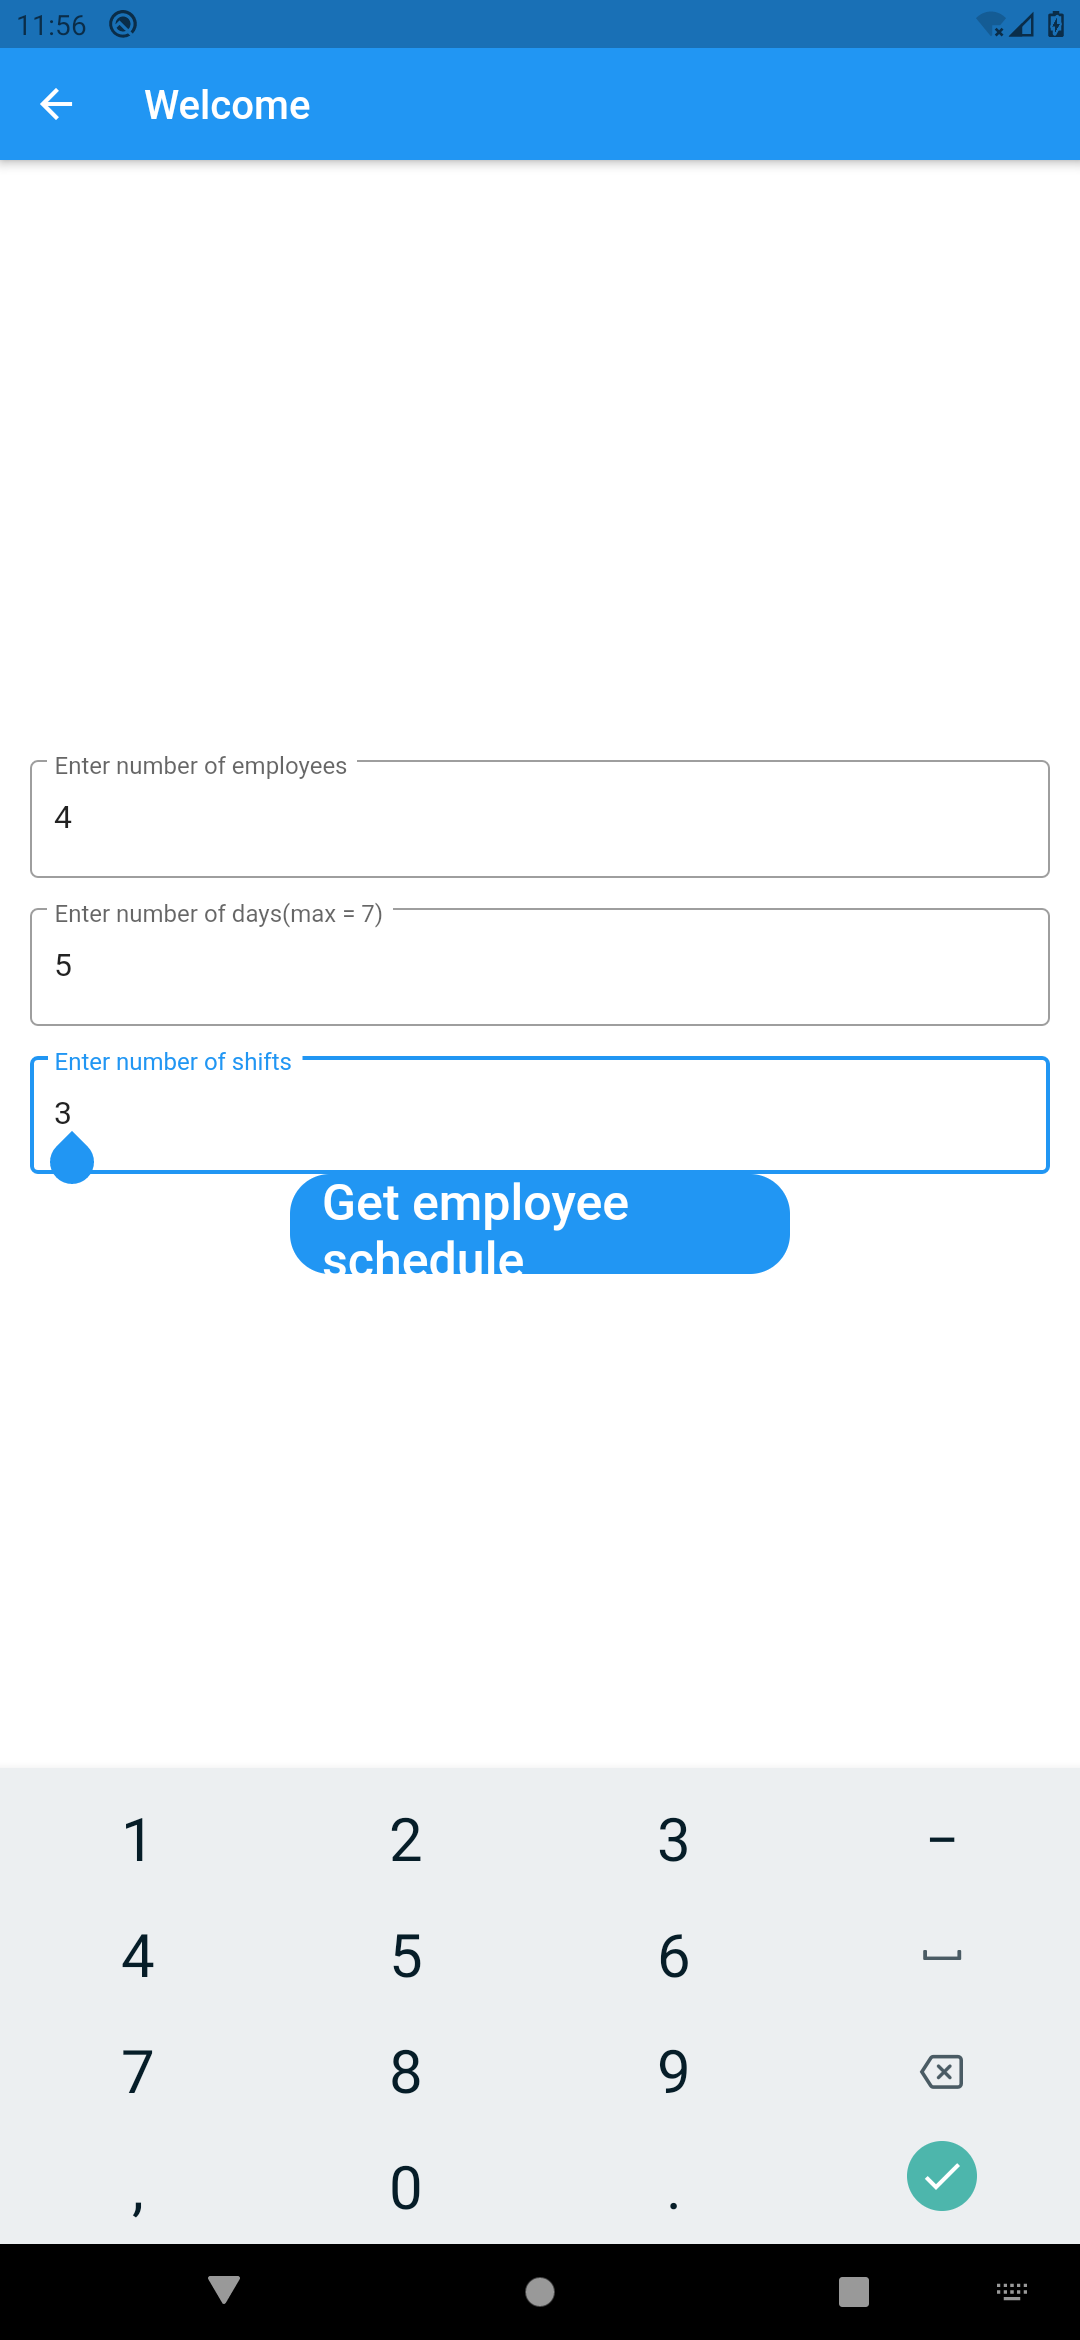 11:56
Welcome
Enter number of employees
4
Enter number of days(max = 7)
5
Enter number of shifts
3
Get employee
schedule
1 2 3 –
4 5 6
7 8 9
, 0 .